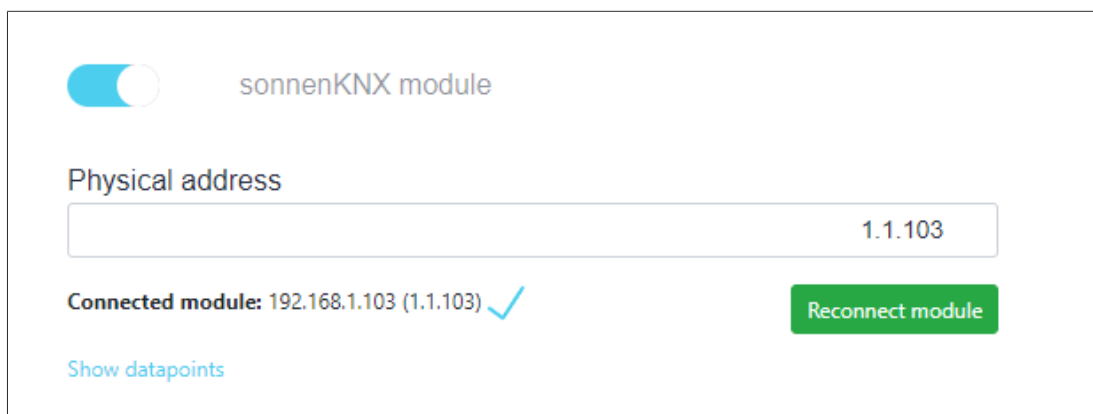 sonnenKNX module
Physical address
1.1.103
Connected module: 192.168.1.103 (1.1.103)
Reconnect module
Show datapoints